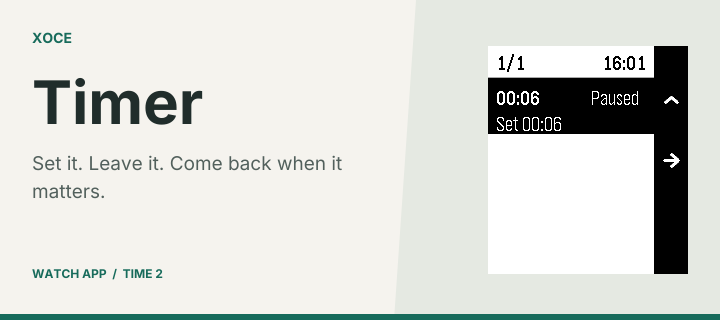 XOCE
Timer
Set it. Leave it. Come back when it
matters.
WATCH APP / TIME 2
1/1 16:01
00:06 Paused
Set 00:06